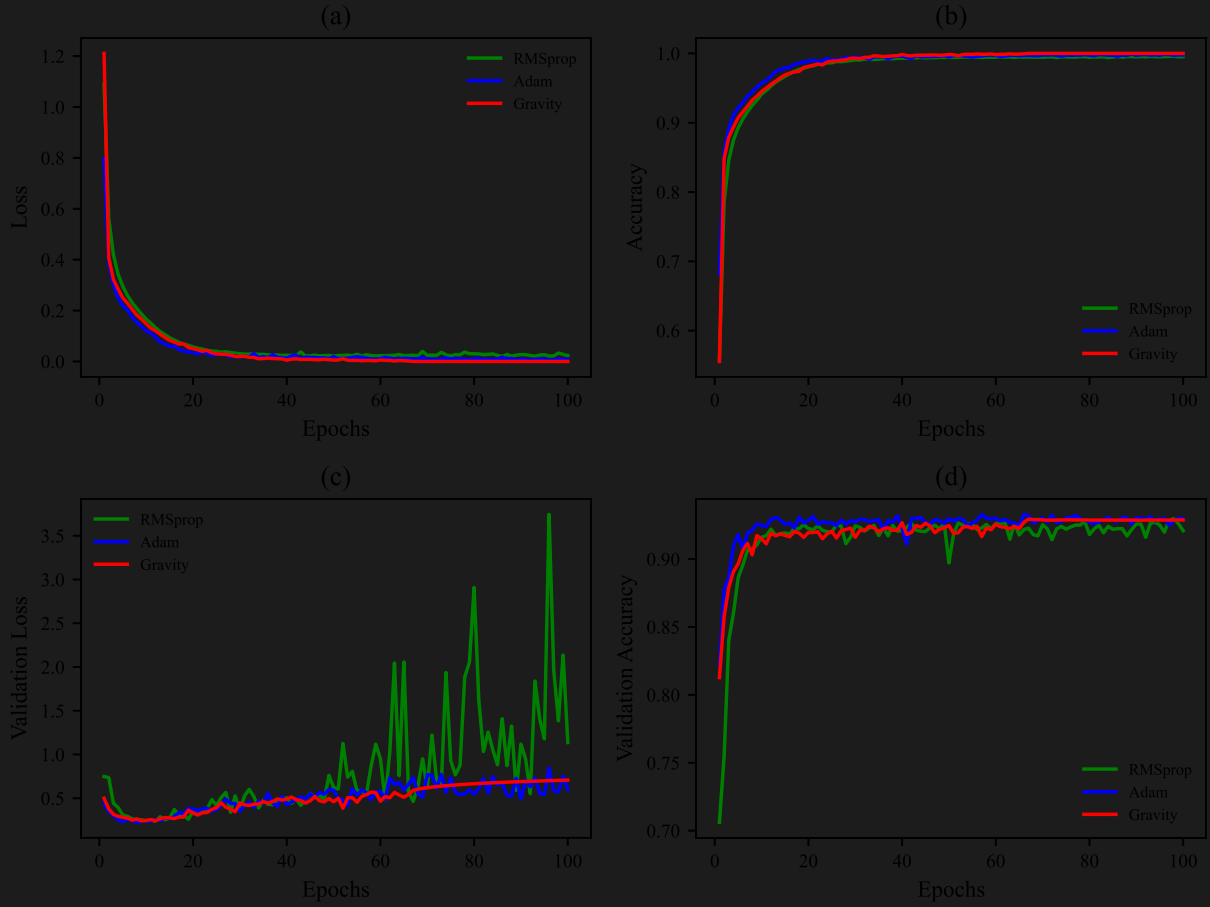 (a)
1.2
1.0
0.8
0.6
0.4
0.2
0.0
Loss
RMSprop
Adam
Gravity
0 20 40 60 80 100
Epochs
(b)
1.0
0.9
0.8
0.7
0.6
Accuracy
RMSprop
Adam
Gravity
0 20 40 60 80 100
Epochs
(c)
3.5
3.0
2.5
2.0
1.5
1.0
0.5
Validation Loss
RMSprop
Adam
Gravity
0 20 40 60 80 100
Epochs
(d)
0.90
0.85
0.80
0.75
0.70
Validation Accuracy
RMSprop
Adam
Gravity
0 20 40 60 80 100
Epochs